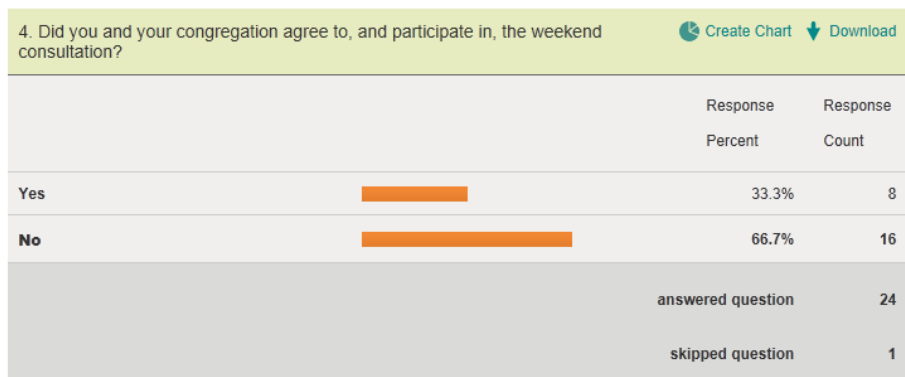 4. Did you and your congregation agree to, and participate in, the weekend consultation?
Create Chart Download
Response Percent Response Count
Yes 33.3% 8
No 66.7% 16
answered question 24
skipped question 1